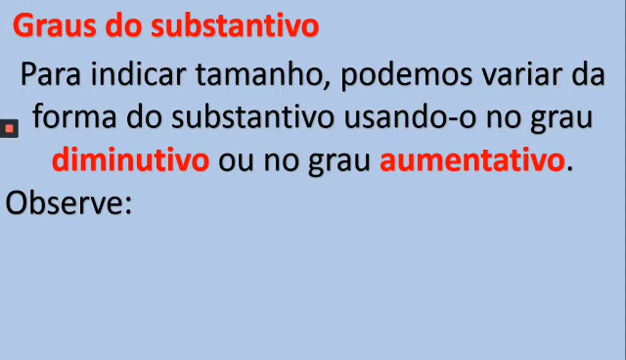 Graus do substantivo
Para indicar tamanho, podemos variar da
forma do substantivo usando-o no grau
diminutivo ou no grau aumentativo.
Observe: